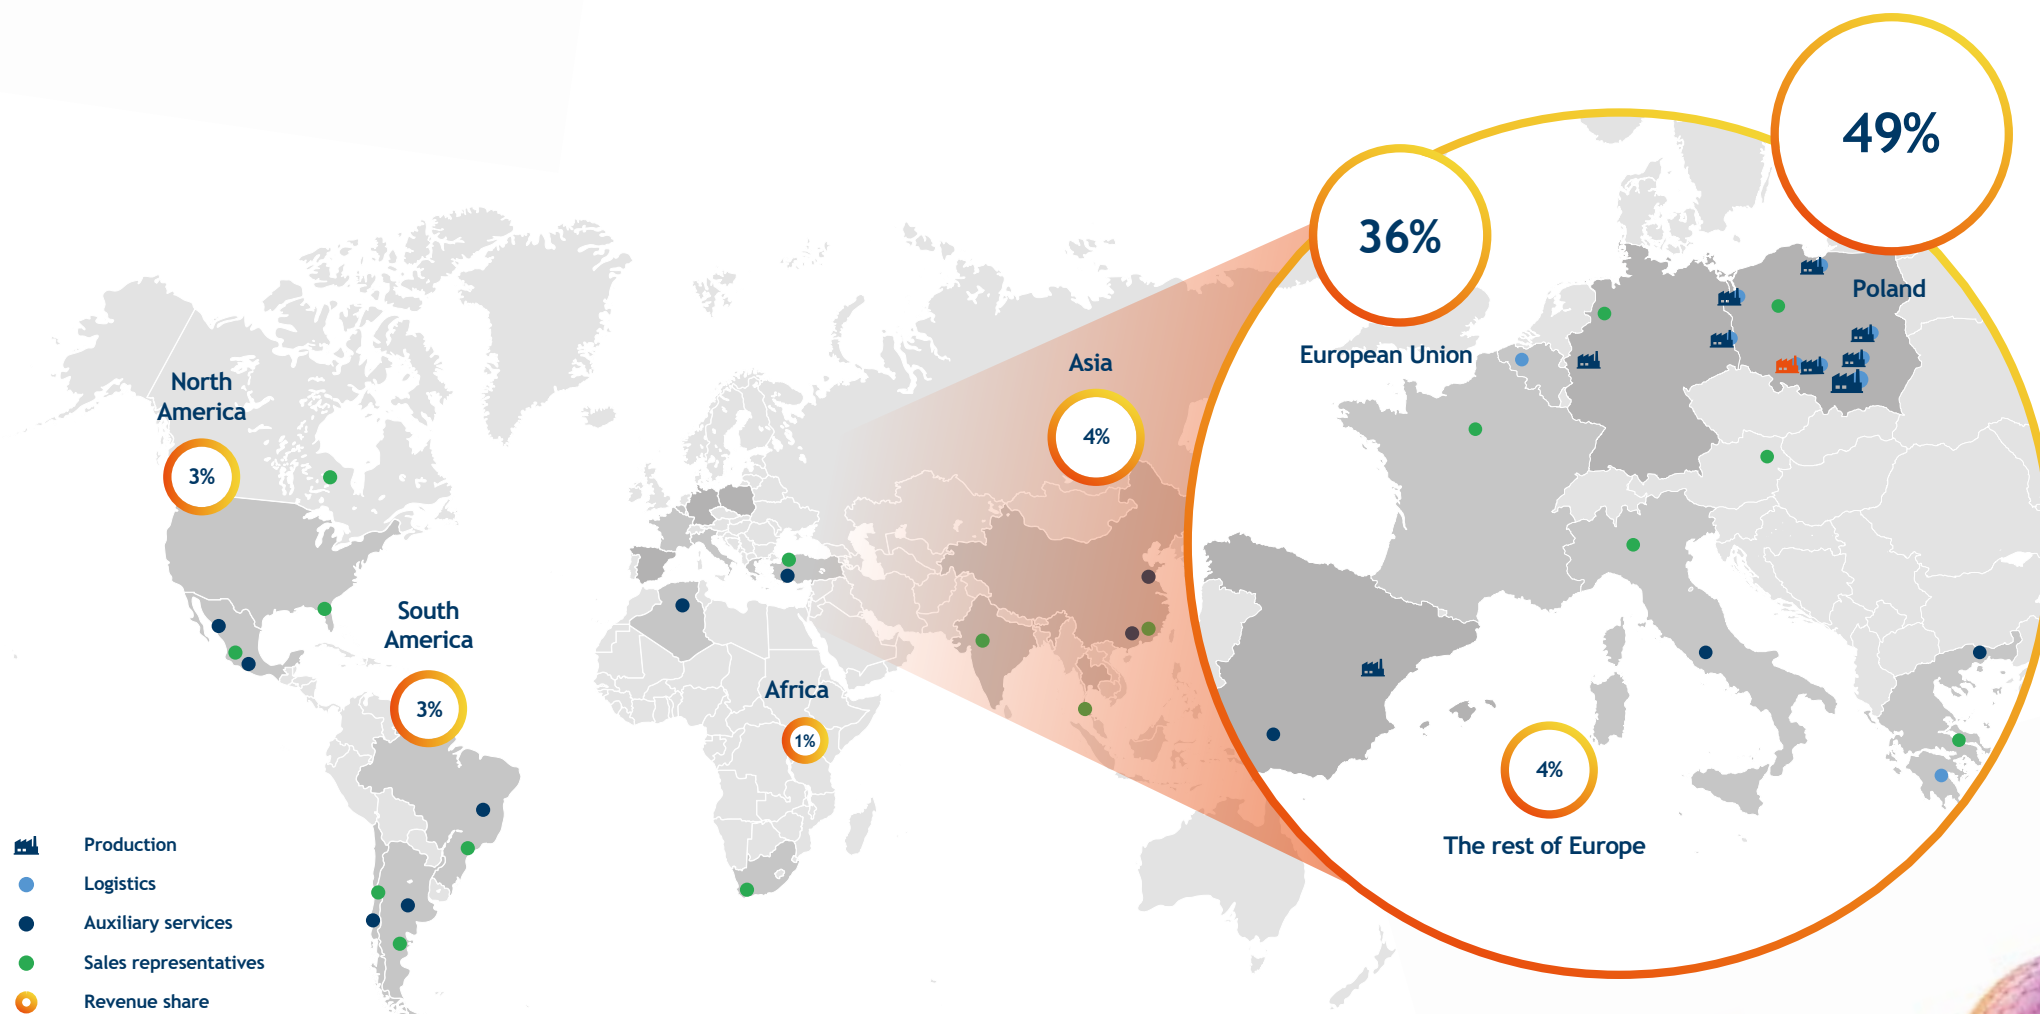 49%
36%
Poland
European Union
Asia
4%
North
America
3%
South
America
3%
Africa
1%
4%
The rest of Europe
Production
Logistics
Auxiliary services
Sales representatives
Revenue share